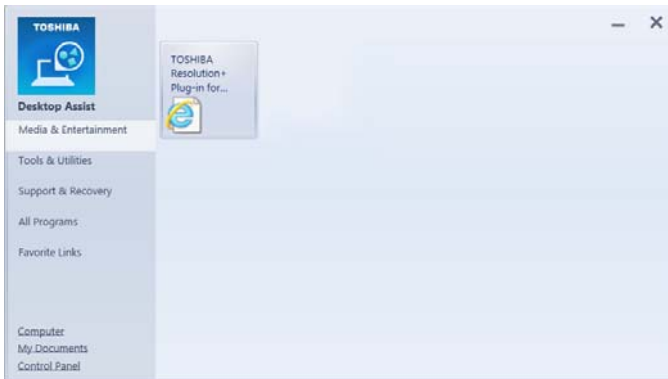 TOSHIBA
Desktop Assist
Media & Entertainment
Tools & Utilities
Support & Recovery
All Programs
Favorite Links
Computer
My Documents
Control Panel
TOSHIBA
Resolution+
Plug-in for...